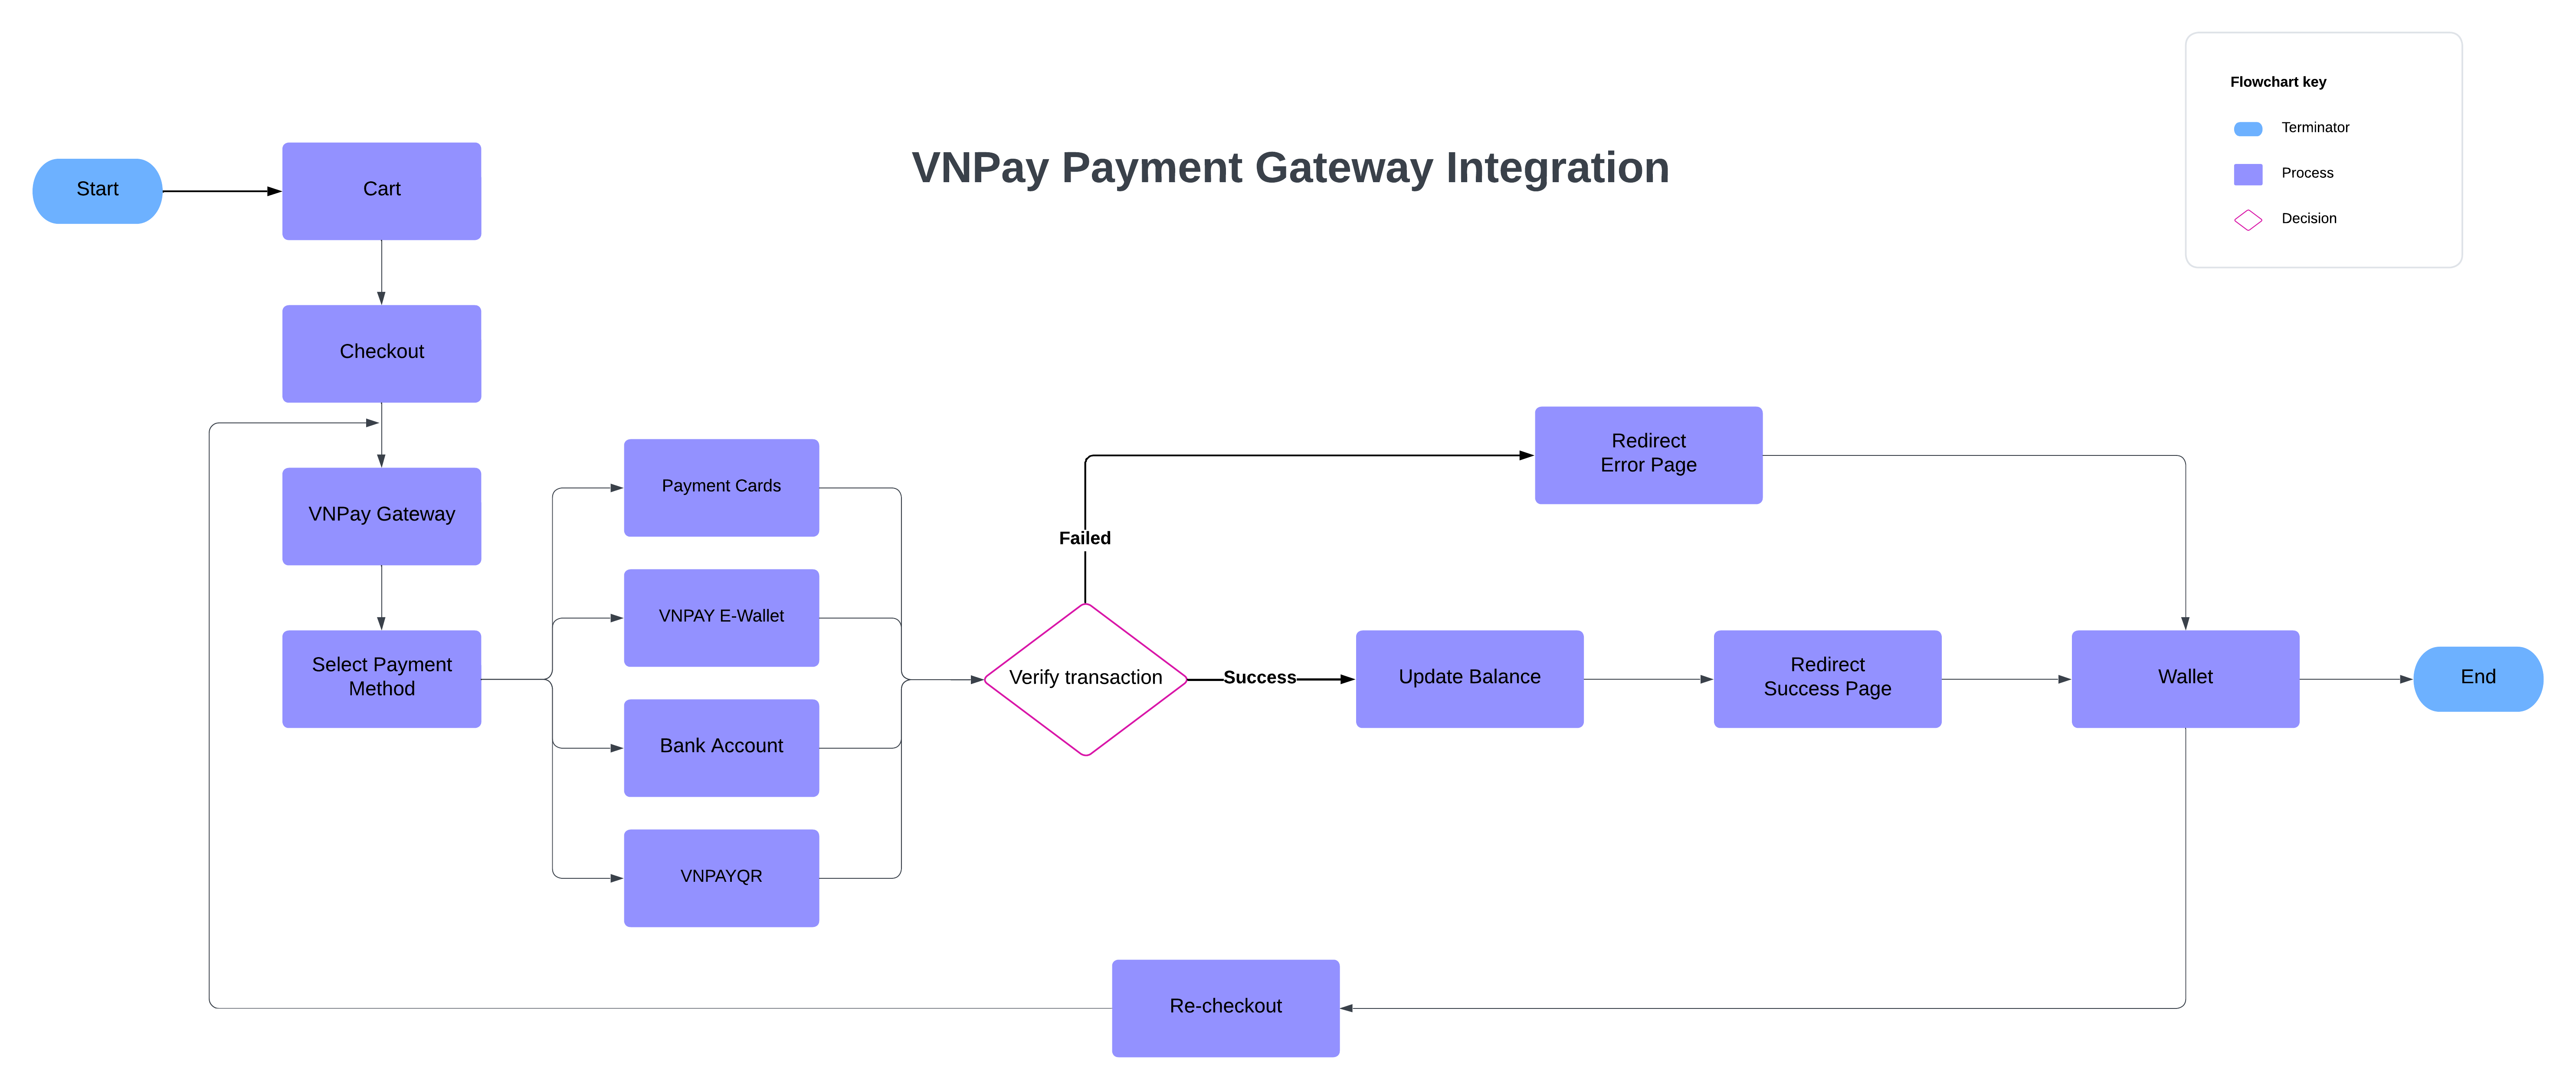 VNPay Payment Gateway Integration
Flowchart key
Terminator
Process
Decision
Start
Cart
Checkout
VNPay Gateway
Select Payment
Method
Payment Cards
VNPAY E-Wallet
Bank Account
VNPAYQR
Verify transaction
Failed
Redirect
Error Page
Success
Update Balance
Redirect
Success Page
Wallet
End
Re-checkout